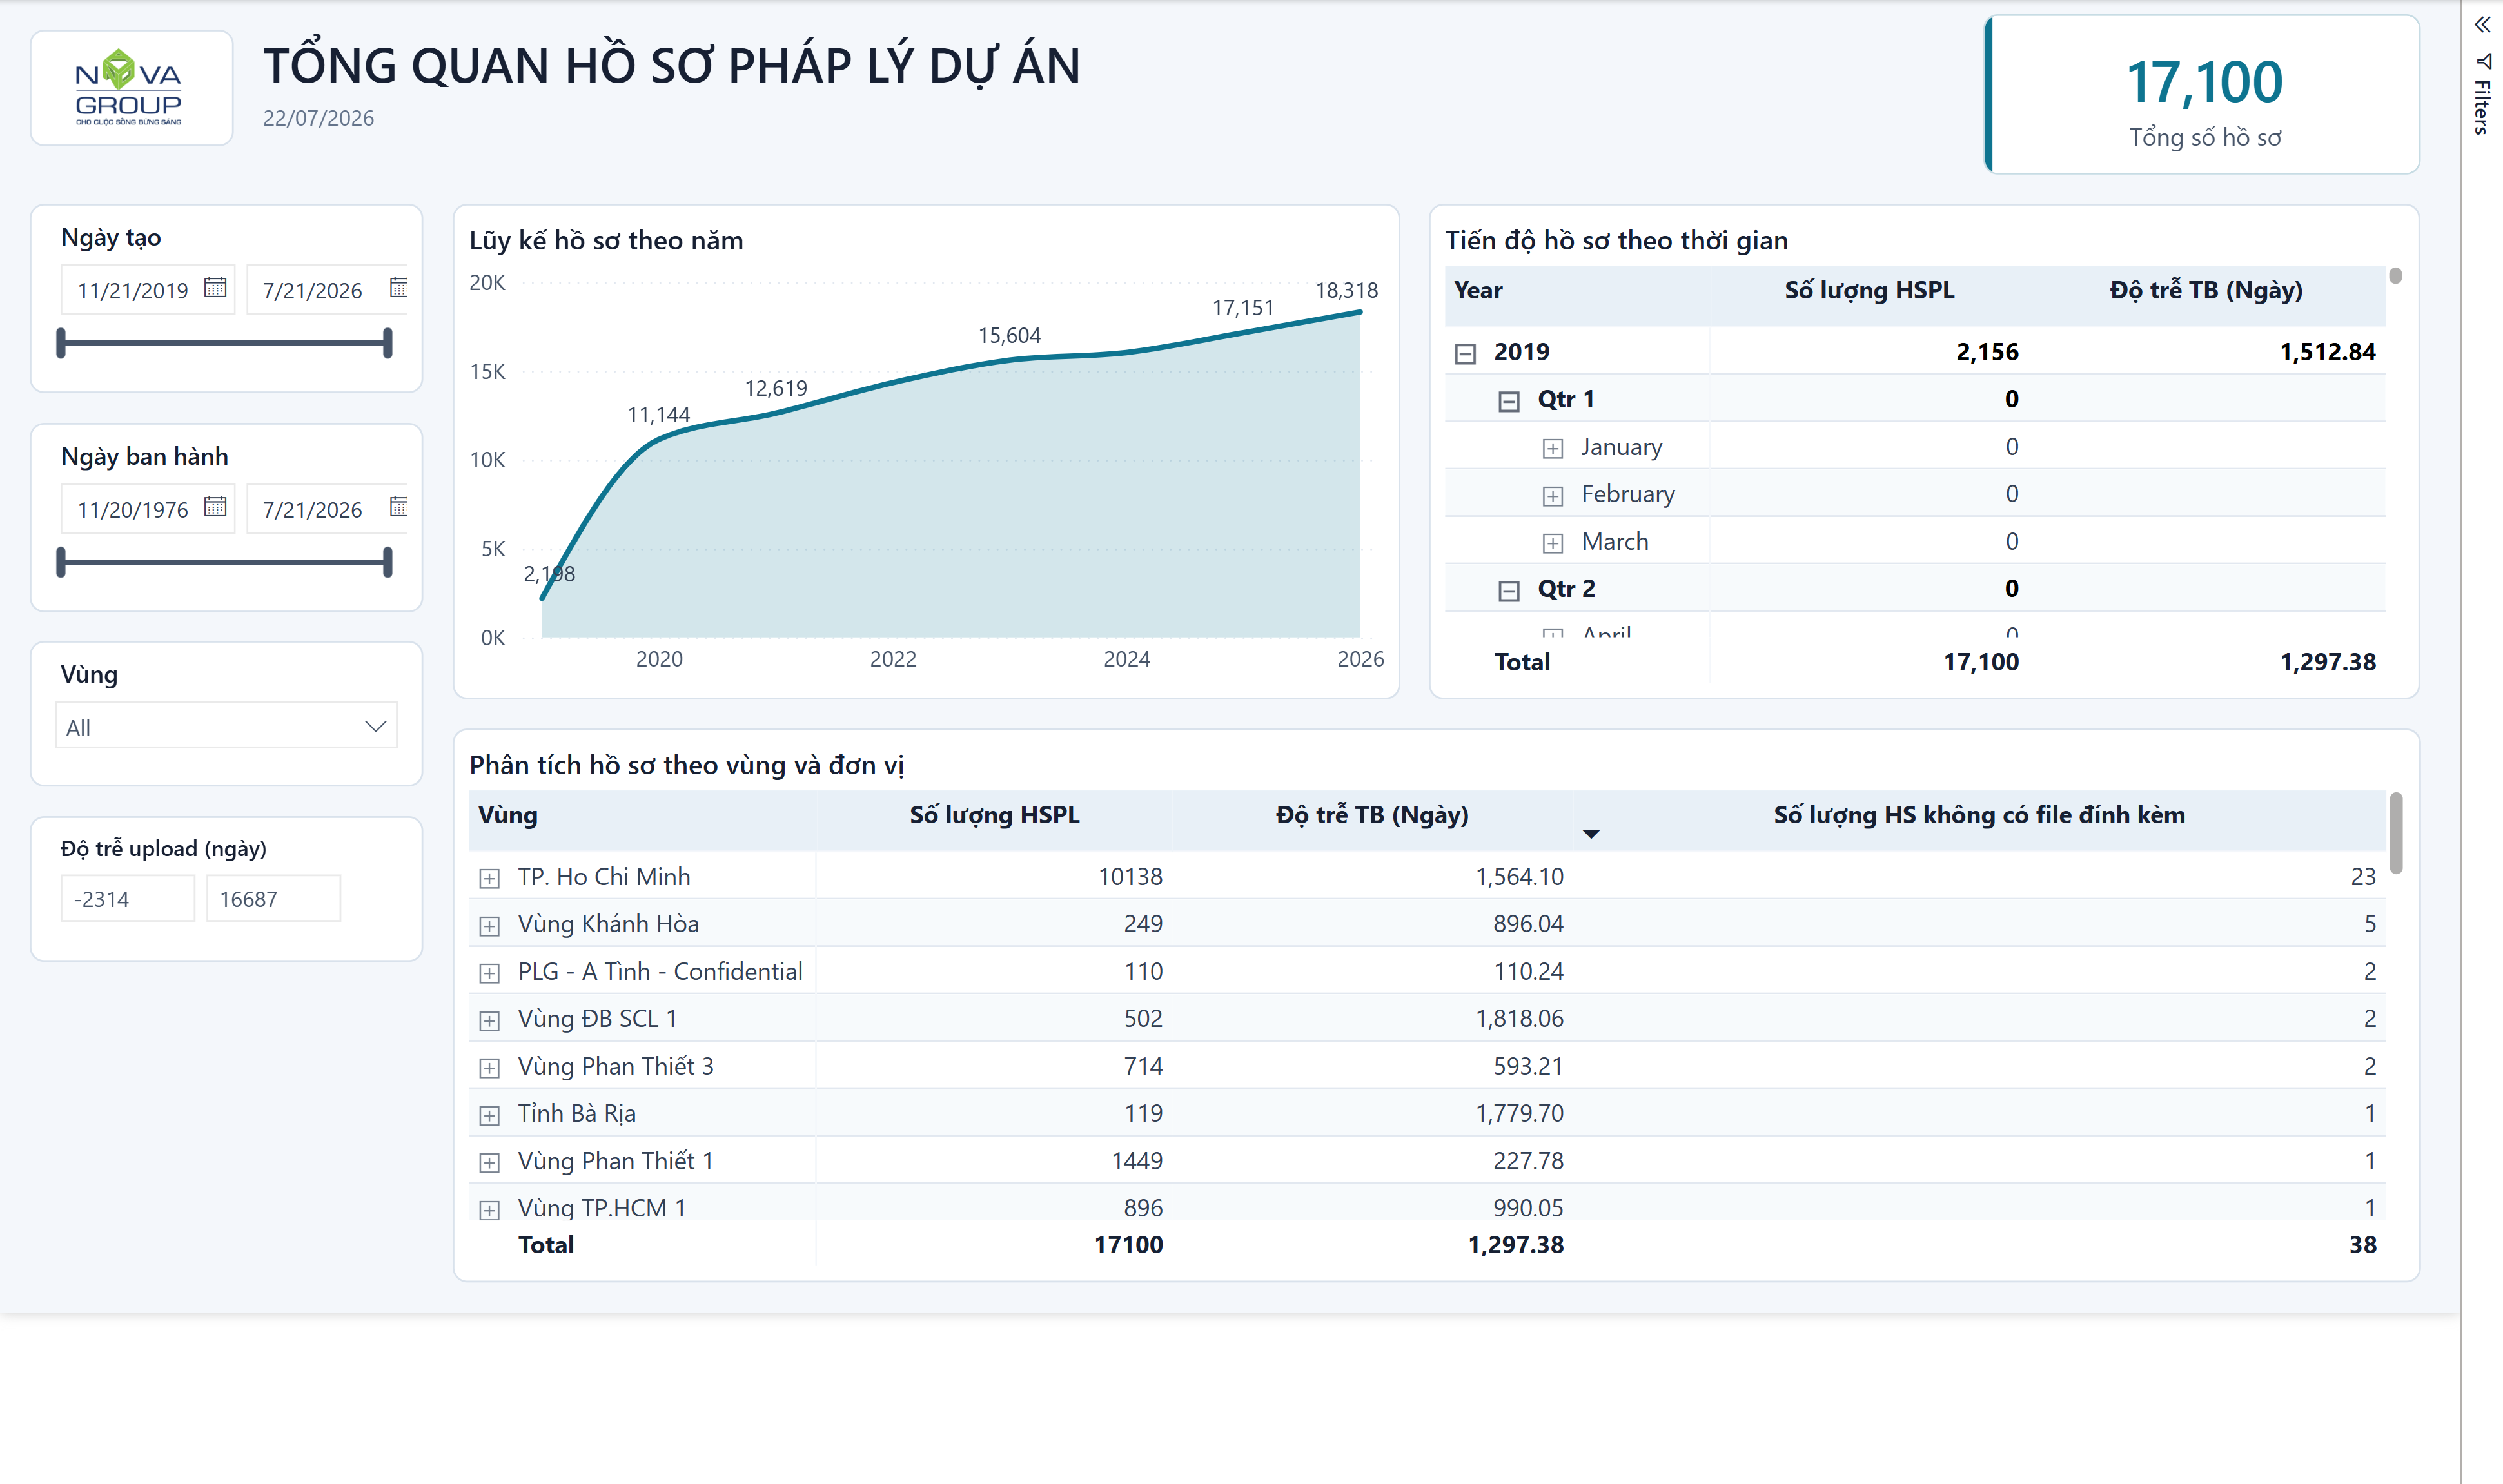 NOVA
GROUP
CHO CUỘC SỐNG BỪNG SÁNG
TỔNG QUAN HỒ SƠ PHÁP LÝ DỰ ÁN
22/07/2026
17,100
Tổng số hồ sơ
Filters
Ngày tạo
11/21/2019 7/21/2026
Ngày ban hành
11/20/1976 7/21/2026
Vùng
All
Độ trễ upload (ngày)
-2314 16687
Lũy kế hồ sơ theo năm
20K
15K
10K
5K
0K
2,198
11,144
12,619
15,604
17,151
18,318
2020 2022 2024 2026
Tiến độ hồ sơ theo thời gian
Year Số lượng HSPL Độ trễ TB (Ngày)
2019 2,156 1,512.84
Qtr 1 0
January 0
February 0
March 0
Qtr 2 0
April 0
Total 17,100 1,297.38
Phân tích hồ sơ theo vùng và đơn vị
Vùng Số lượng HSPL Độ trễ TB (Ngày) Số lượng HS không có file đính kèm
TP. Ho Chi Minh 10138 1,564.10 23
Vùng Khánh Hòa 249 896.04 5
PLG - A Tình - Confidential 110 110.24 2
Vùng ĐB SCL 1 502 1,818.06 2
Vùng Phan Thiết 3 714 593.21 2
Tỉnh Bà Rịa 119 1,779.70 1
Vùng Phan Thiết 1 1449 227.78 1
Vùng TP.HCM 1 896 990.05 1
Total 17100 1,297.38 38